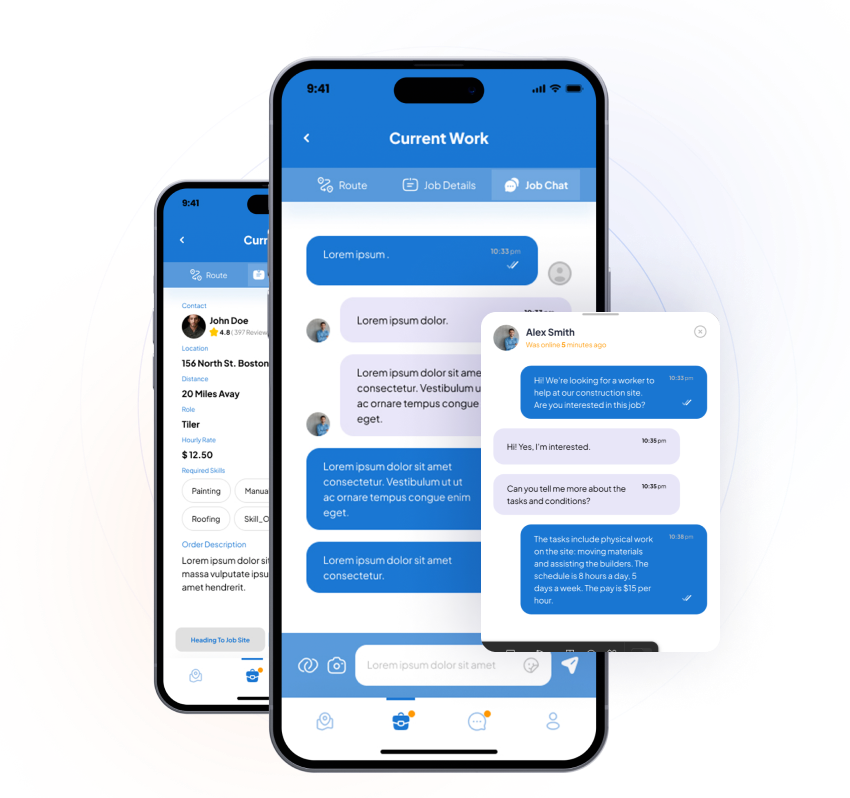 9:41
Curr
Route
Contact
John Doe
4.8 ( 397 Review
Location
156 North St. Boston
Distance
20 Miles Avay
Role
Tiler
Hourly Rate
$ 12.50
Required Skills
Painting
Manua
Roofing
Skill_O
Order Description
Lorem ipsum dolor si
massa vulputate ipsu
amet hendrerit.
Heading To Job Site
9:41
Current Work
Route
Job Details
Job Chat
Lorem ipsum .
10:33 pm
Lorem ipsum dolor.
Lorem ipsum dolor sit ame
consectetur. Vestibulum u
ac ornare tempus congue
eget.
Lorem ipsum dolor sit amet
consectetur. Vestibulum ut ut
ac ornare tempus congue enim
eget.
Lorem ipsum dolor sit amet
consectetur.
Lorem ipsum dolor sit amet
Alex Smith
Was online 5 minutes ago
Hi! We're looking for a worker to
help at our construction site.
Are you interested in this job?
10:33 pm
Hi! Yes, I'm interested.
10:35 pm
Can you tell me more about the
tasks and conditions?
10:35 pm
The tasks include physical work
on the site: moving materials
and assisting the builders. The
schedule is 8 hours a day, 5
days a week. The pay is $15 per
hour.
10:38 pm